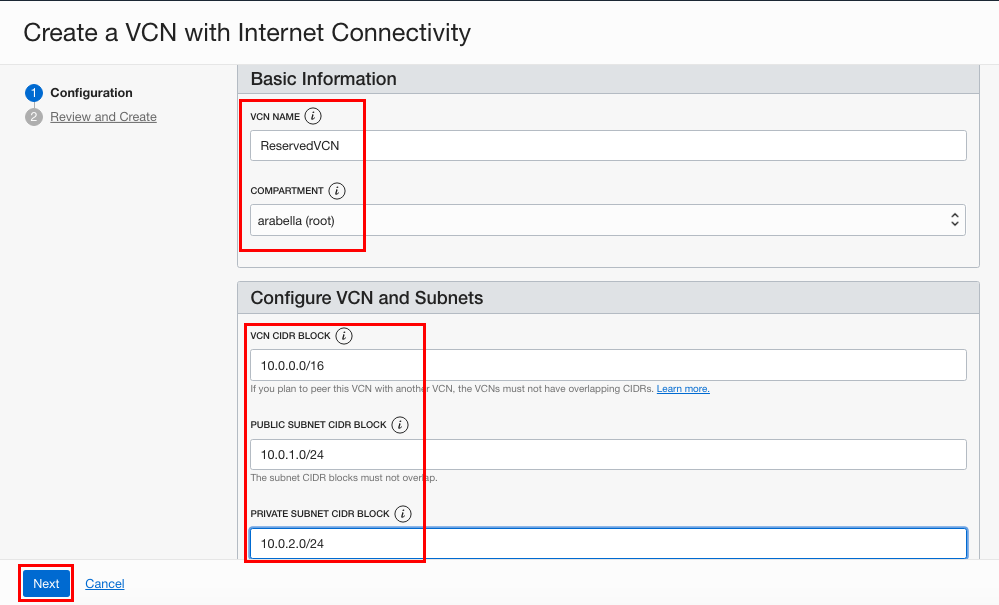 Create a VCN with Internet Connectivity
1 Configuration
2 Review and Create
Basic Information
VCN NAME i
ReservedVCN
COMPARTMENT i
arabella (root)
Configure VCN and Subnets
VCN CIDR BLOCK i
10.0.0.0/16
If you plan to peer this VCN with another VCN, the VCNs must not have overlapping CIDRs. Learn more.
PUBLIC SUBNET CIDR BLOCK i
10.0.1.0/24
The subnet CIDR blocks must not overlap.
PRIVATE SUBNET CIDR BLOCK i
10.0.2.0/24
Next Cancel